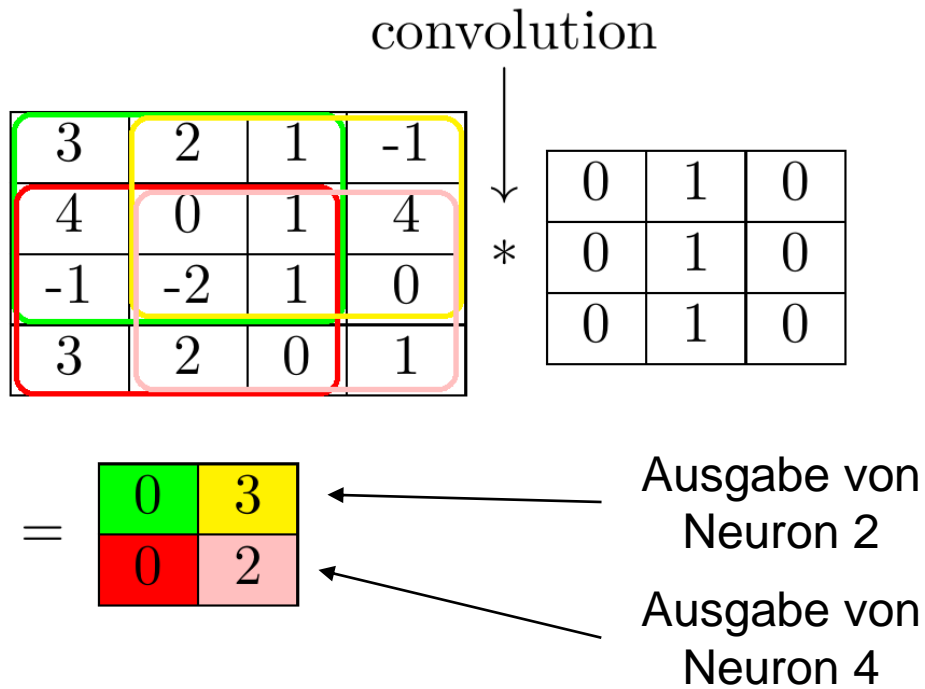 convolution
3 2 1 -1
4 0 1 4
-1 -2 1 0
3 2 0 1
*
0 1 0
0 1 0
0 1 0
=
0 3
0 2
Ausgabe von
Neuron 2
Ausgabe von
Neuron 4